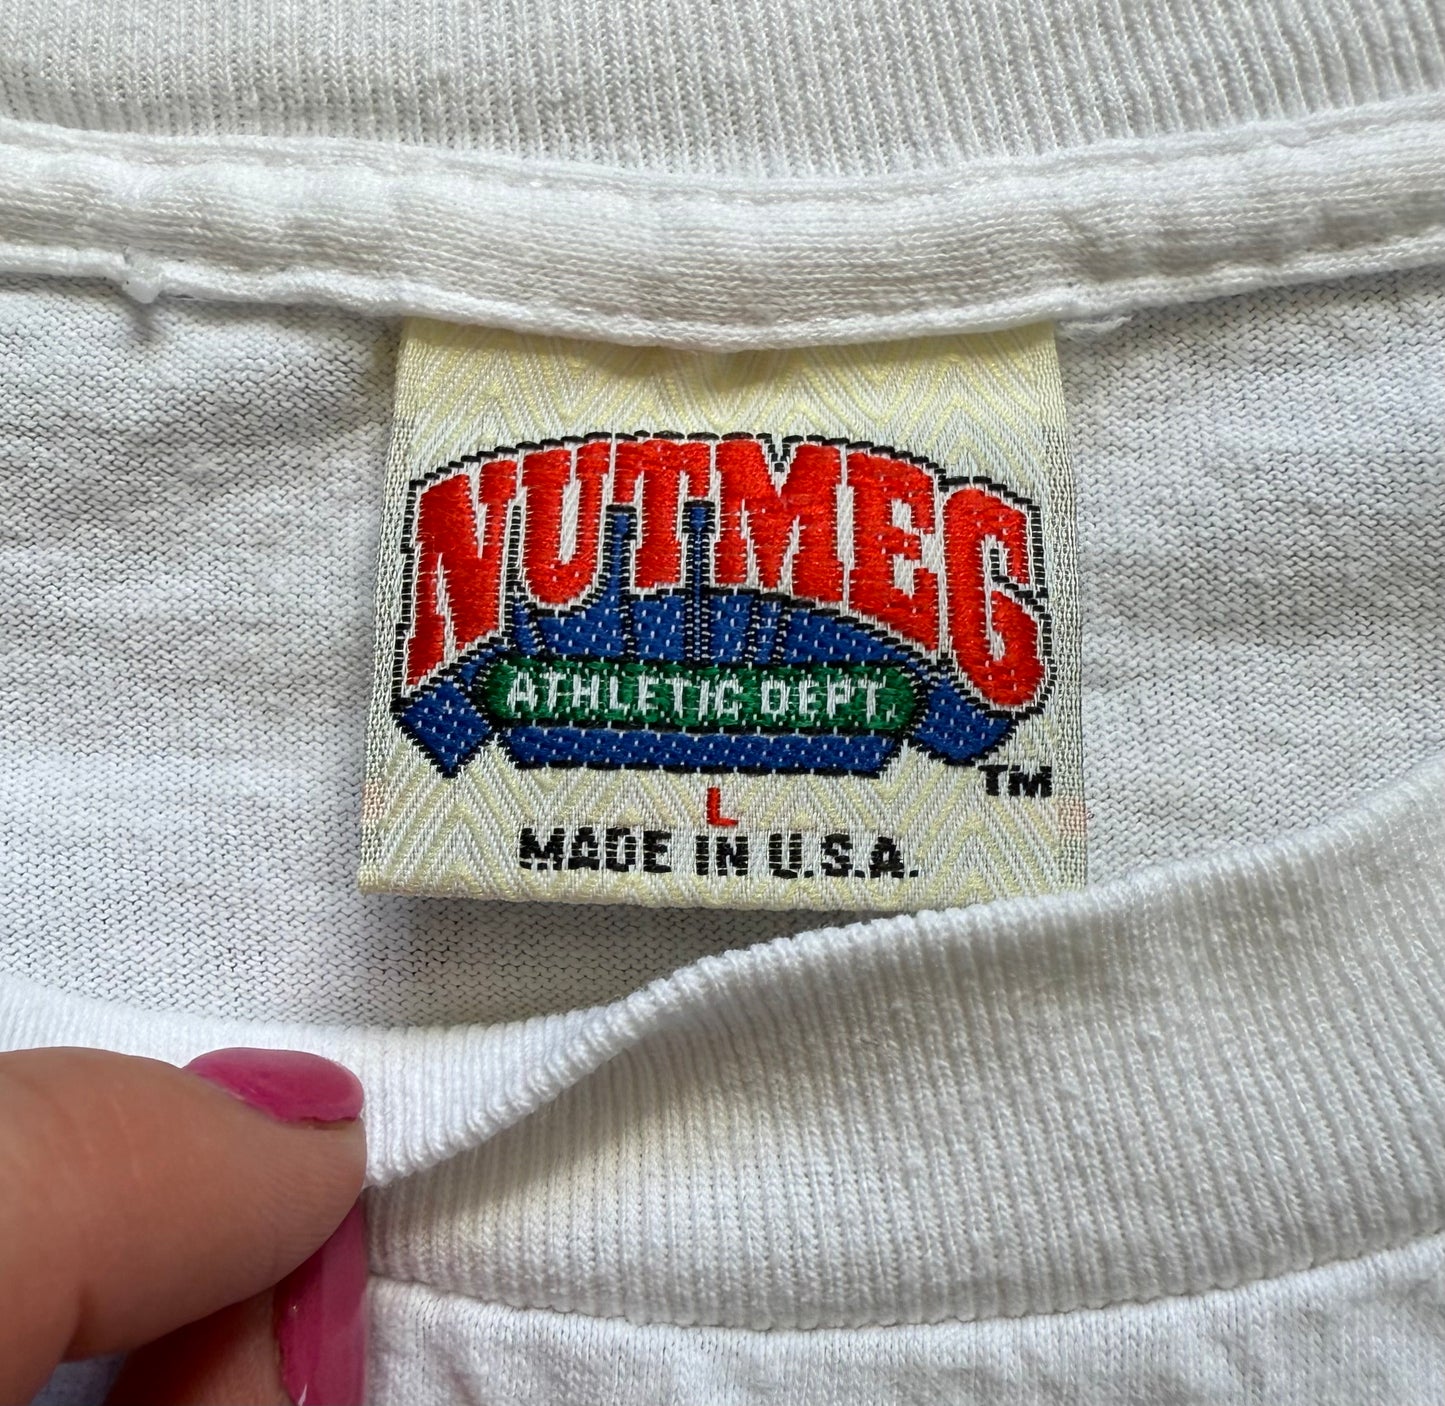 NUTMEG
ATHLETIC DEPT.
TM
L
MADE IN U.S.A.